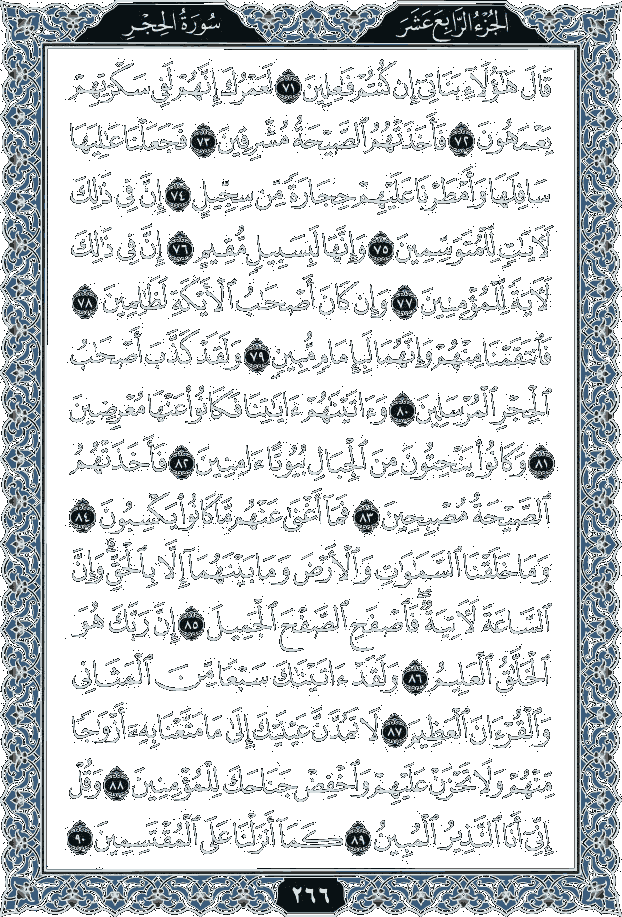 سُورَةُ الحِجْرِ
الجُزْءُ الرَّابِعَ عَشَرَ
قَالَ هَٰٓؤُلَآءِ بَنَاتِىٓ إِن كُنتُمْ فَٰعِلِينَ ٧١ لَعَمْرُكَ إِنَّهُمْ لَفِى سَكْرَتِهِمْ
يَعْمَهُونَ ٧٢ فَأَخَذَتْهُمُ ٱلصَّيْحَةُ مُشْرِقِينَ ٧٣ فَجَعَلْنَا عَٰلِيَهَا
سَافِلَهَا وَأَمْطَرْنَا عَلَيْهِمْ حِجَارَةً مِّن سِجِّيلٍ ٧٤ إِنَّ فِى ذَٰلِكَ
لَءَايَٰتٍ لِّلْمُتَوَسِّمِينَ ٧٥ وَإِنَّهَا لَبِسَبِيلٍ مُّقِيمٍ ٧٦ إِنَّ فِى ذَٰلِكَ
لَءَايَةً لِّلْمُؤْمِنِينَ ٧٧ وَإِن كَانَ أَصْحَٰبُ ٱلْأَيْكَةِ لَظَٰلِمِينَ ٧٨
فَٱنتَقَمْنَا مِنْهُمْ وَإِنَّهُمَا لَبِإِمَامٍ مُّبِينٍ ٧٩ وَلَقَدْ كَذَّبَ أَصْحَٰبُ
ٱلْحِجْرِ ٱلْمُرْسَلِينَ ٨٠ وَءَاتَيْنَٰهُمْ ءَايَٰتِنَا فَكَانُوا۟ عَنْهَا مُعْرِضِينَ
٨١ وَكَانُوا۟ يَنْحِتُونَ مِنَ ٱلْجِبَالِ بُيُوتًا ءَامِنِينَ ٨٢ فَأَخَذَتْهُمُ
ٱلصَّيْحَةُ مُصْبِحِينَ ٨٣ فَمَآ أَغْنَىٰ عَنْهُم مَّا كَانُوا۟ يَكْسِبُونَ ٨٤
وَمَا خَلَقْنَا ٱلسَّمَٰوَٰتِ وَٱلْأَرْضَ وَمَا بَيْنَهُمَآ إِلَّا بِٱلْحَقِّ ۗ وَإِنَّ
ٱلسَّاعَةَ لَءَاتِيَةٌ ۖ فَٱصْفَحِ ٱلصَّفْحَ ٱلْجَمِيلَ ٨٥ إِنَّ رَبَّكَ هُوَ
ٱلْخَلَّٰقُ ٱلْعَلِيمُ ٨٦ وَلَقَدْ ءَاتَيْنَٰكَ سَبْعًا مِّنَ ٱلْمَثَانِى
وَٱلْقُرْءَانَ ٱلْعَظِيمَ ٨٧ لَا تَمُدَّنَّ عَيْنَيْكَ إِلَىٰ مَا مَتَّعْنَا بِهِۦٓ أَزْوَٰجًا
مِّنْهُمْ وَلَا تَحْزَنْ عَلَيْهِمْ وَٱخْفِضْ جَنَاحَكَ لِلْمُؤْمِنِينَ ٨٨ وَقُلْ
إِنِّىٓ أَنَا ٱلنَّذِيرُ ٱلْمُبِينُ ٨٩ كَمَآ أَنزَلْنَا عَلَى ٱلْمُقْتَسِمِينَ ٩٠
٢٦٦